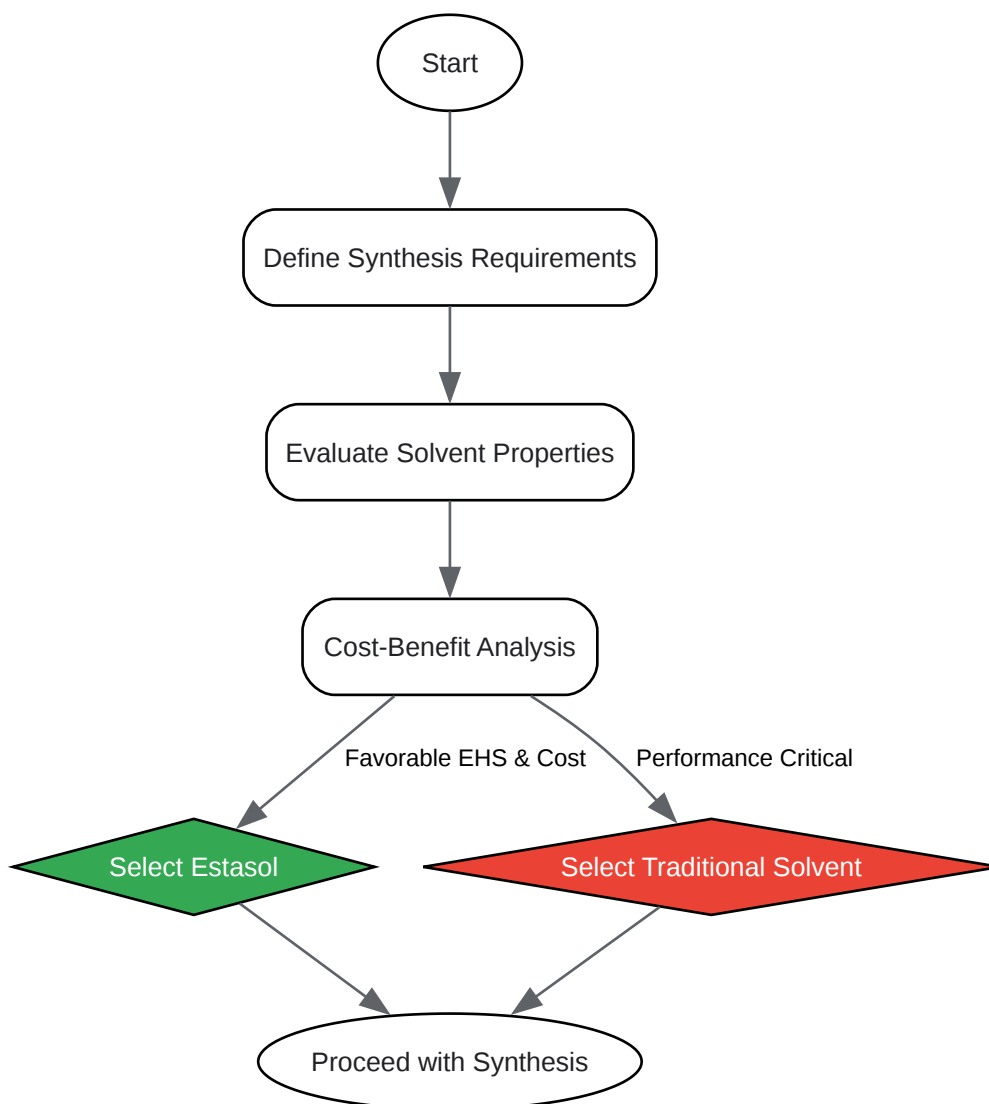 Start
Define Synthesis Requirements
Evaluate Solvent Properties
Cost-Benefit Analysis
Favorable EHS & Cost
Performance Critical
Select Estasol
Select Traditional Solvent
Proceed with Synthesis